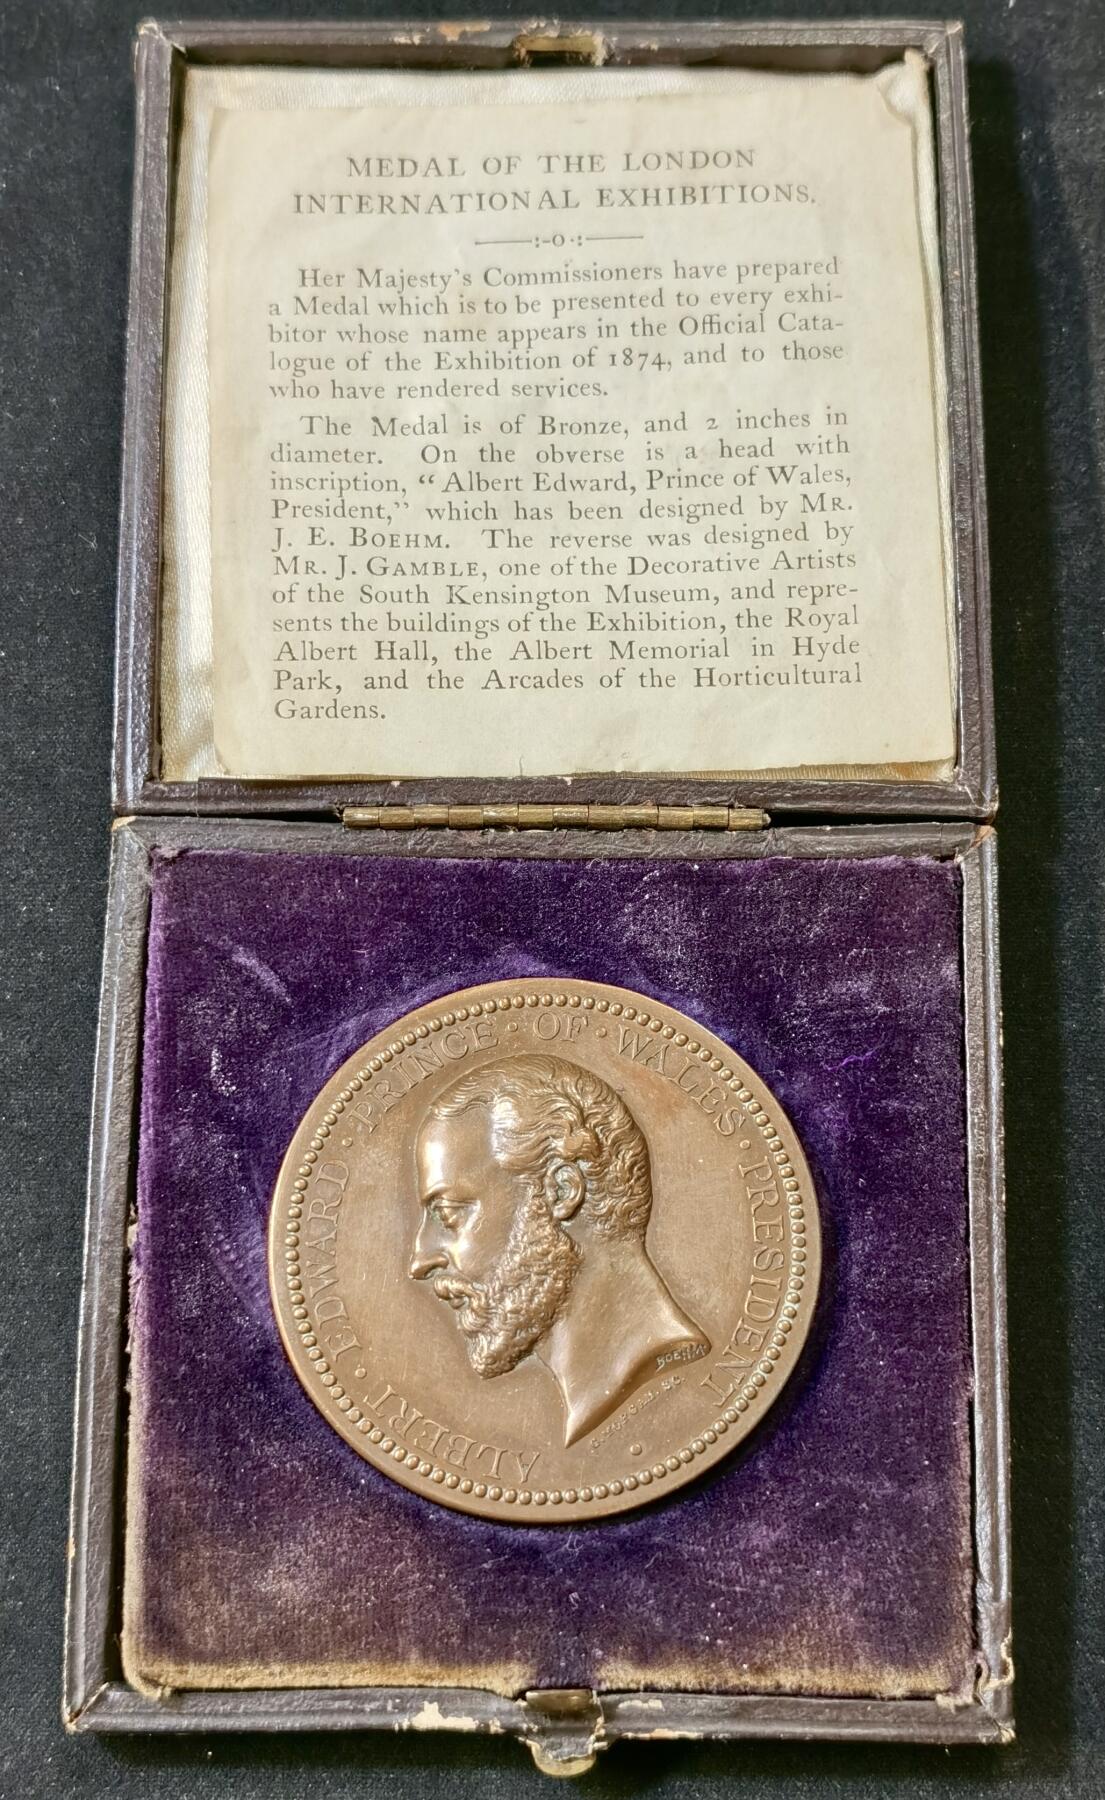 MEDAL OF THE LONDON
INTERNATIONAL EXHIBITIONS.
:-o-:
Her Majesty's Commissioners have prepared
a Medal which is to be presented to every exhi-
bitor whose name appears in the Official Cata-
logue of the Exhibition of 1874, and to those
who have rendered services.
The Medal is of Bronze, and 2 inches in
diameter. On the obverse is a head with
inscription, “Albert Edward, Prince of Wales,
President,” which has been designed by MR.
J. E. BOEHM. The reverse was designed by
MR. J. GAMBLE, one of the Decorative Artists
of the South Kensington Museum, and repre-
sents the buildings of the Exhibition, the Royal
Albert Hall, the Albert Memorial in Hyde
Park, and the Arcades of the Horticultural
Gardens.
ALBERT · EDWARD · PRINCE · OF · WALES · PRESIDENT
BOEHM
G. MORGAN. SC.